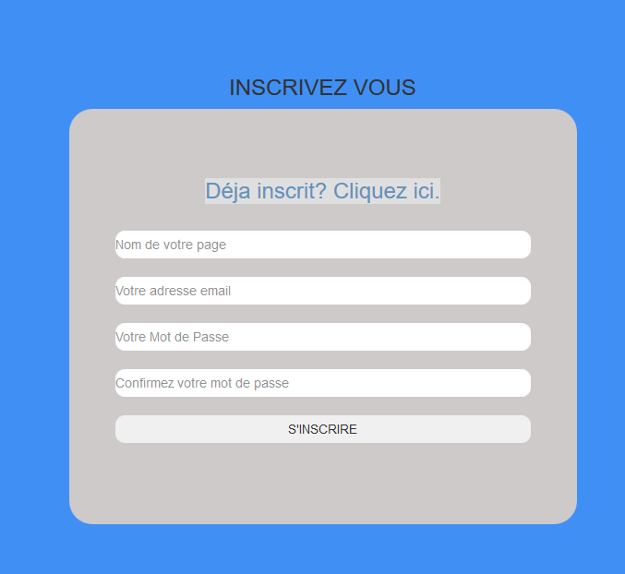 INSCRIVEZ VOUS
Déja inscrit? Cliquez ici.
Nom de votre page
Votre adresse email
Votre Mot de Passe
Confirmez votre mot de passe
S'INSCRIRE